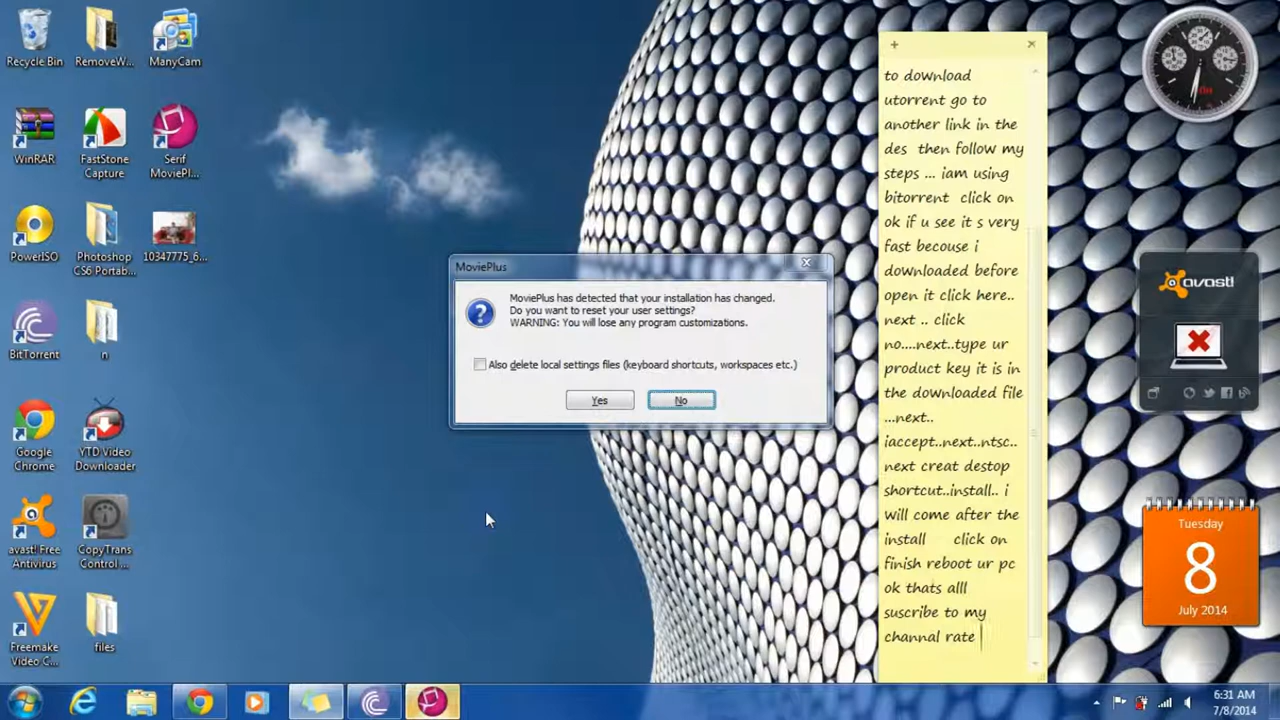 Recycle Bin
RemoveW...
ManyCam
WinRAR
FastStone
Capture
Serif
MoviePl...
PowerISO
Photoshop
CS6 Portab...
10347775_6...
BitTorrent
n
Google
Chrome
YTD Video
Downloader
avast! Free
Antivirus
CopyTrans
Control ...
Freemake
Video C...
files
MoviePlus
MoviePlus has detected that your installation has changed.
Do you want to reset your user settings?
WARNING: You will lose any program customizations.
Also delete local settings files (keyboard shortcuts, workspaces etc.)
Yes
No
to download
utorrent go to
another link in the
des then follow my
steps ... iam using
bitorrent click on
ok if u see it s very
fast becouse i
downloaded before
open it click here..
next .. click
no....next..type ur
product key it is in
the downloaded file
...next..
iaccept..next..ntsc..
next creat destop
shortcut..install.. i
will come after the
install click on
finish reboot ur pc
ok thats alll
suscribe to my
channal rate
avast!
Tuesday
8
July 2014
6:31 AM
7/8/2014